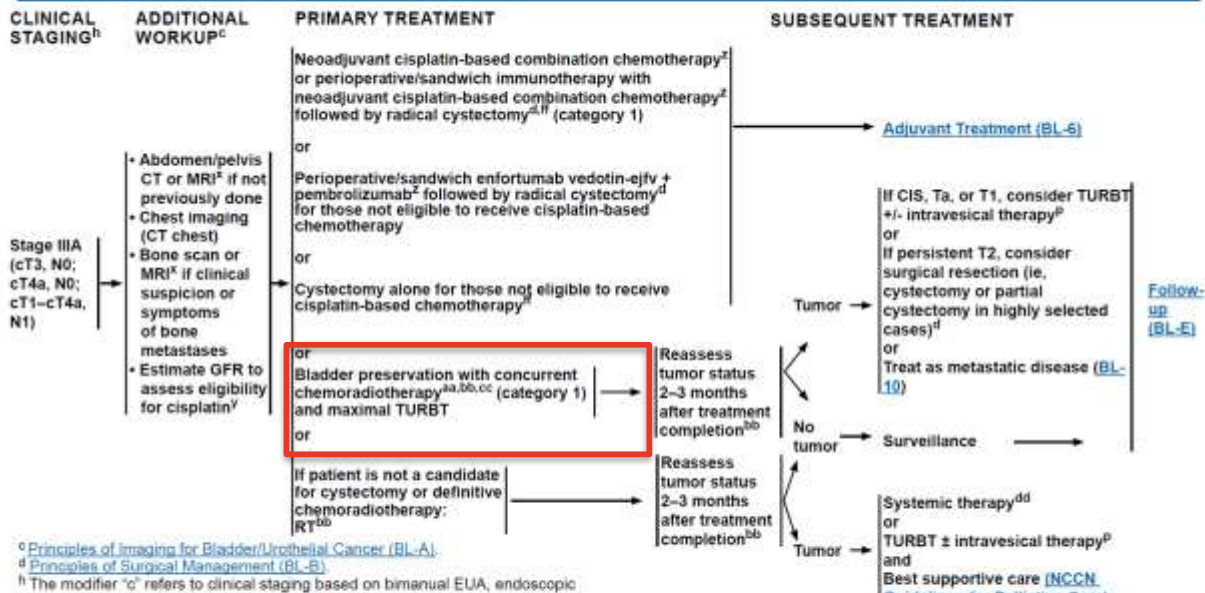 CLINICAL
STAGINGh
ADDITIONAL
WORKUPc
PRIMARY TREATMENT
SUBSEQUENT TREATMENT
Stage IIIA
(cT3, N0;
cT4a, N0;
cT1–cT4a,
N1)
• Abdomen/pelvis
CT or MRIx if not
previously done
• Chest imaging
(CT chest)
• Bone scan or
MRIx if clinical
suspicion or
symptoms
of bone
metastases
• Estimate GFR to
assess eligibility
for cisplatiny
Neoadjuvant cisplatin-based combination chemotherapyz
or perioperative/sandwich immunotherapy with
neoadjuvant cisplatin-based combination chemotherapyz
followed by radical cystectomyd,ff (category 1)
or
Perioperative/sandwich enfortumab vedotin-ejfv +
pembrolizumabz followed by radical cystectomyd
for those not eligible to receive cisplatin-based
chemotherapy
or
Cystectomy alone for those not eligible to receive
cisplatin-based chemotherapyff
or
Bladder preservation with concurrent
chemoradiotherapyaa,bb,cc (category 1)
and maximal TURBT
or
If patient is not a candidate
for cystectomy or definitive
chemoradiotherapy:
RTbb
Adjuvant Treatment (BL-6)
Reassess
tumor status
2–3 months
after treatment
completionbb
Reassess
tumor status
2–3 months
after treatment
completionbb
Tumor
No
tumor
Tumor
If CIS, Ta, or T1, consider TURBT
+/- intravesical therapyp
or
If persistent T2, consider
surgical resection (ie,
cystectomy or partial
cystectomy in highly selected
cases)d
or
Treat as metastatic disease (BL-
10)
Surveillance
Systemic therapydd
or
TURBT ± intravesical therapyp
and
Best supportive care (NCCN
Follow-
up
(BL-E)
c Principles of Imaging for Bladder/Urothelial Cancer (BL-A).
d Principles of Surgical Management (BL-B).
h The modifier "c" refers to clinical staging based on bimanual EUA, endoscopic